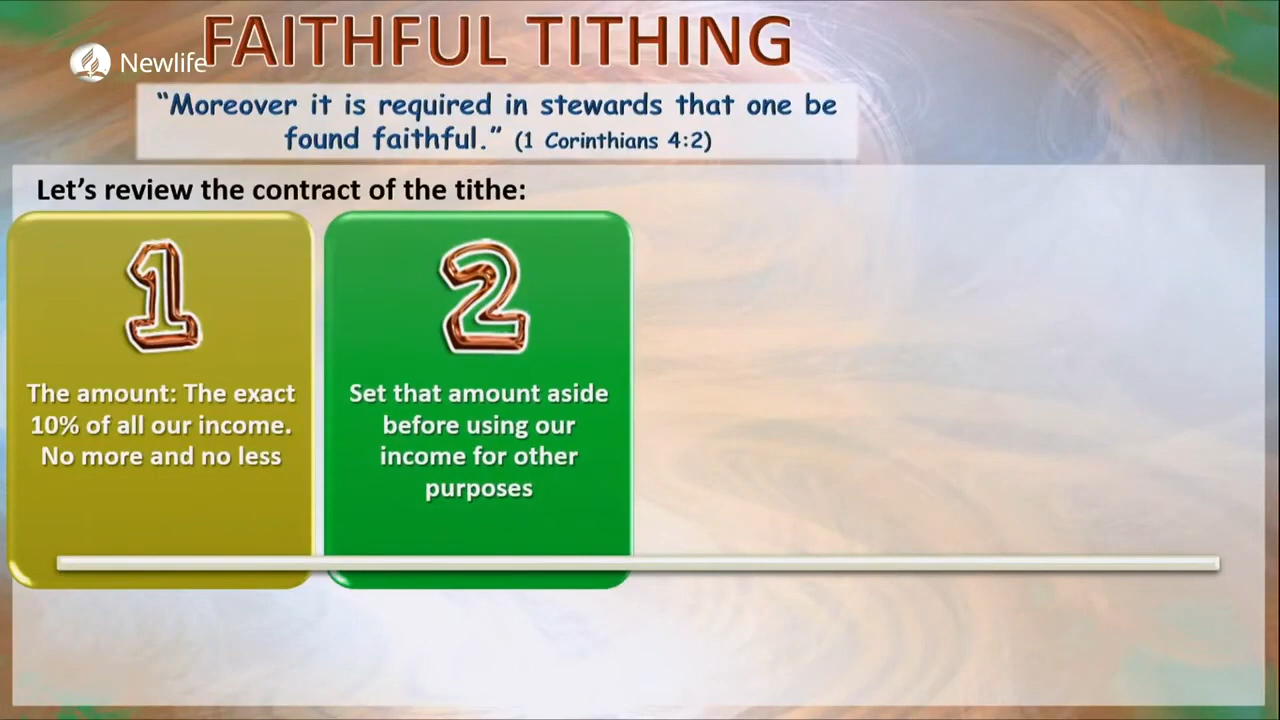 FAITHFUL TITHING
Newlife
“Moreover it is required in stewards that one be
found faithful.” (1 Corinthians 4:2)
Let’s review the contract of the tithe:
1
The amount: The exact
10% of all our income.
No more and no less
2
Set that amount aside
before using our
income for other
purposes